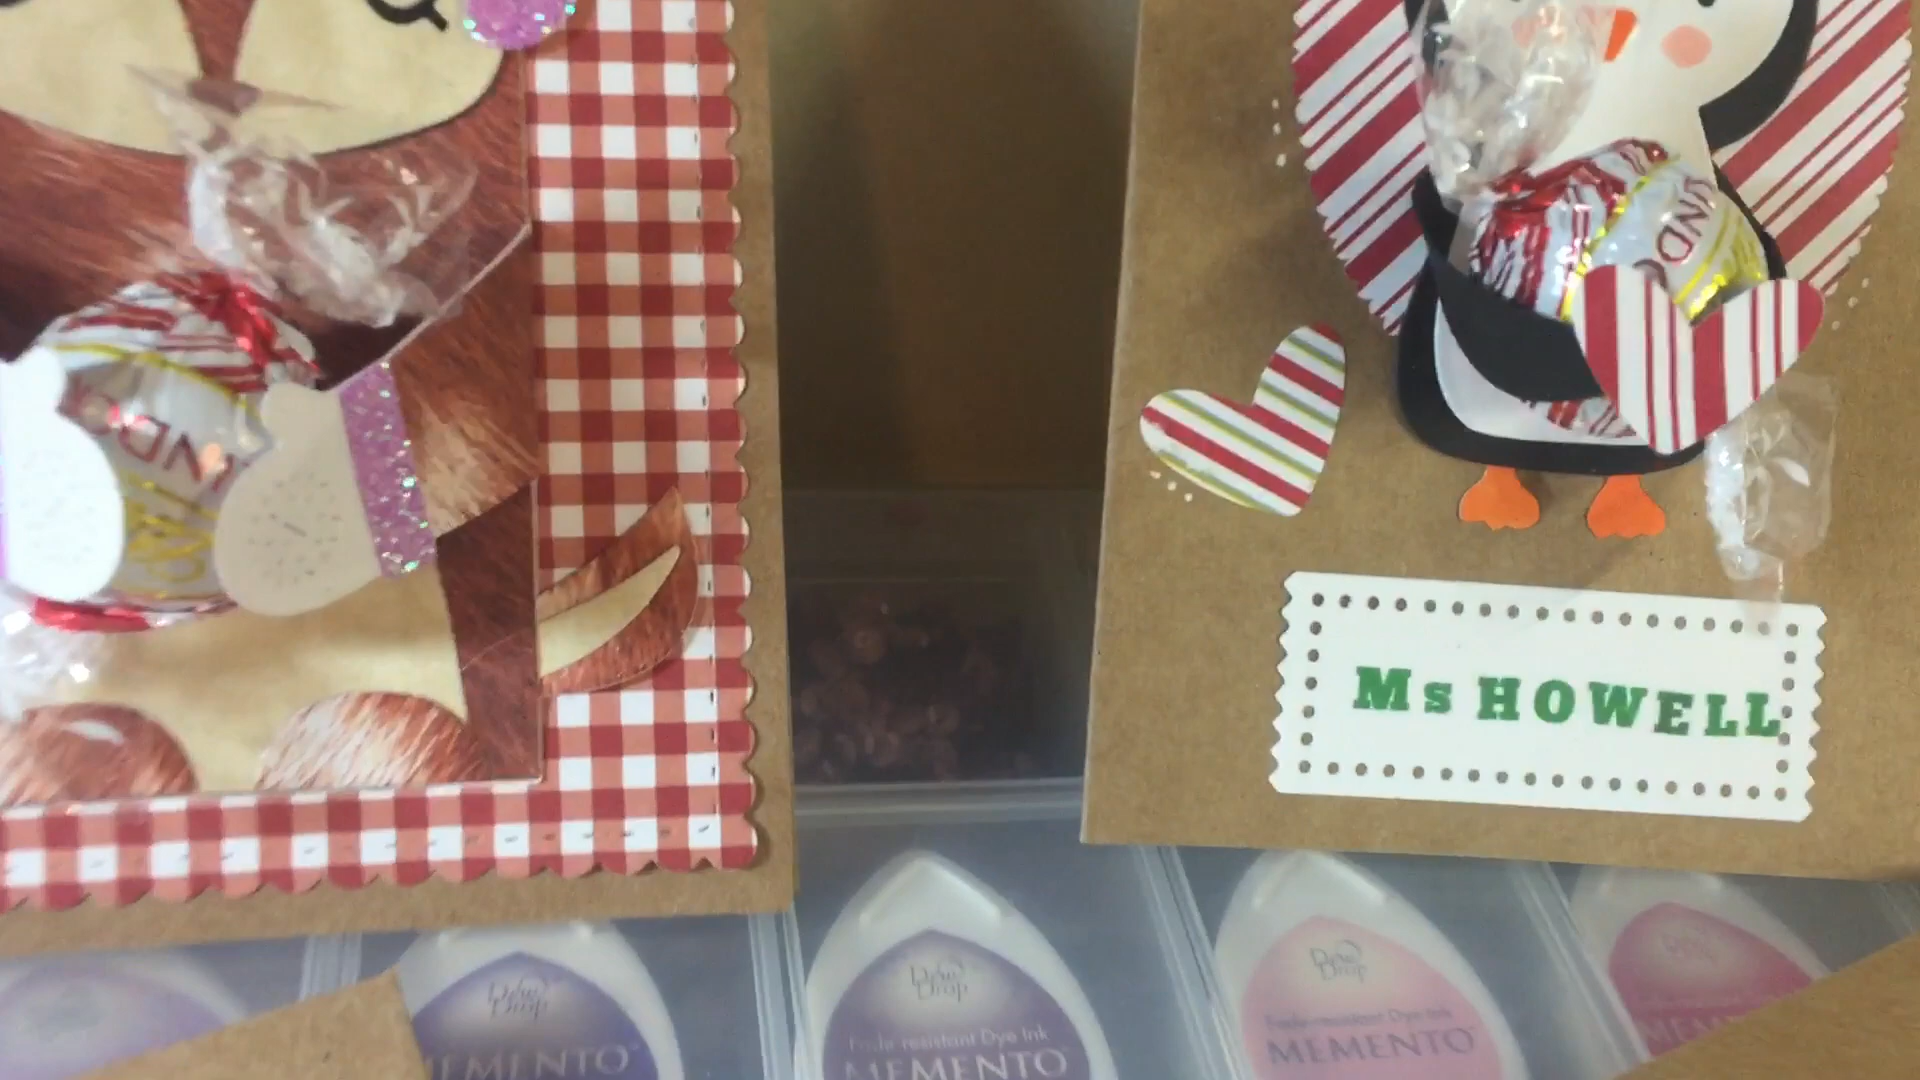 Ms HOWELL
Dew
Drop
MEMENTO
Dew
Drop
Fade-resistant Dye Ink
MEMENTO
Dew
Drop
Fade-resistant Dye Ink
MEMENTO